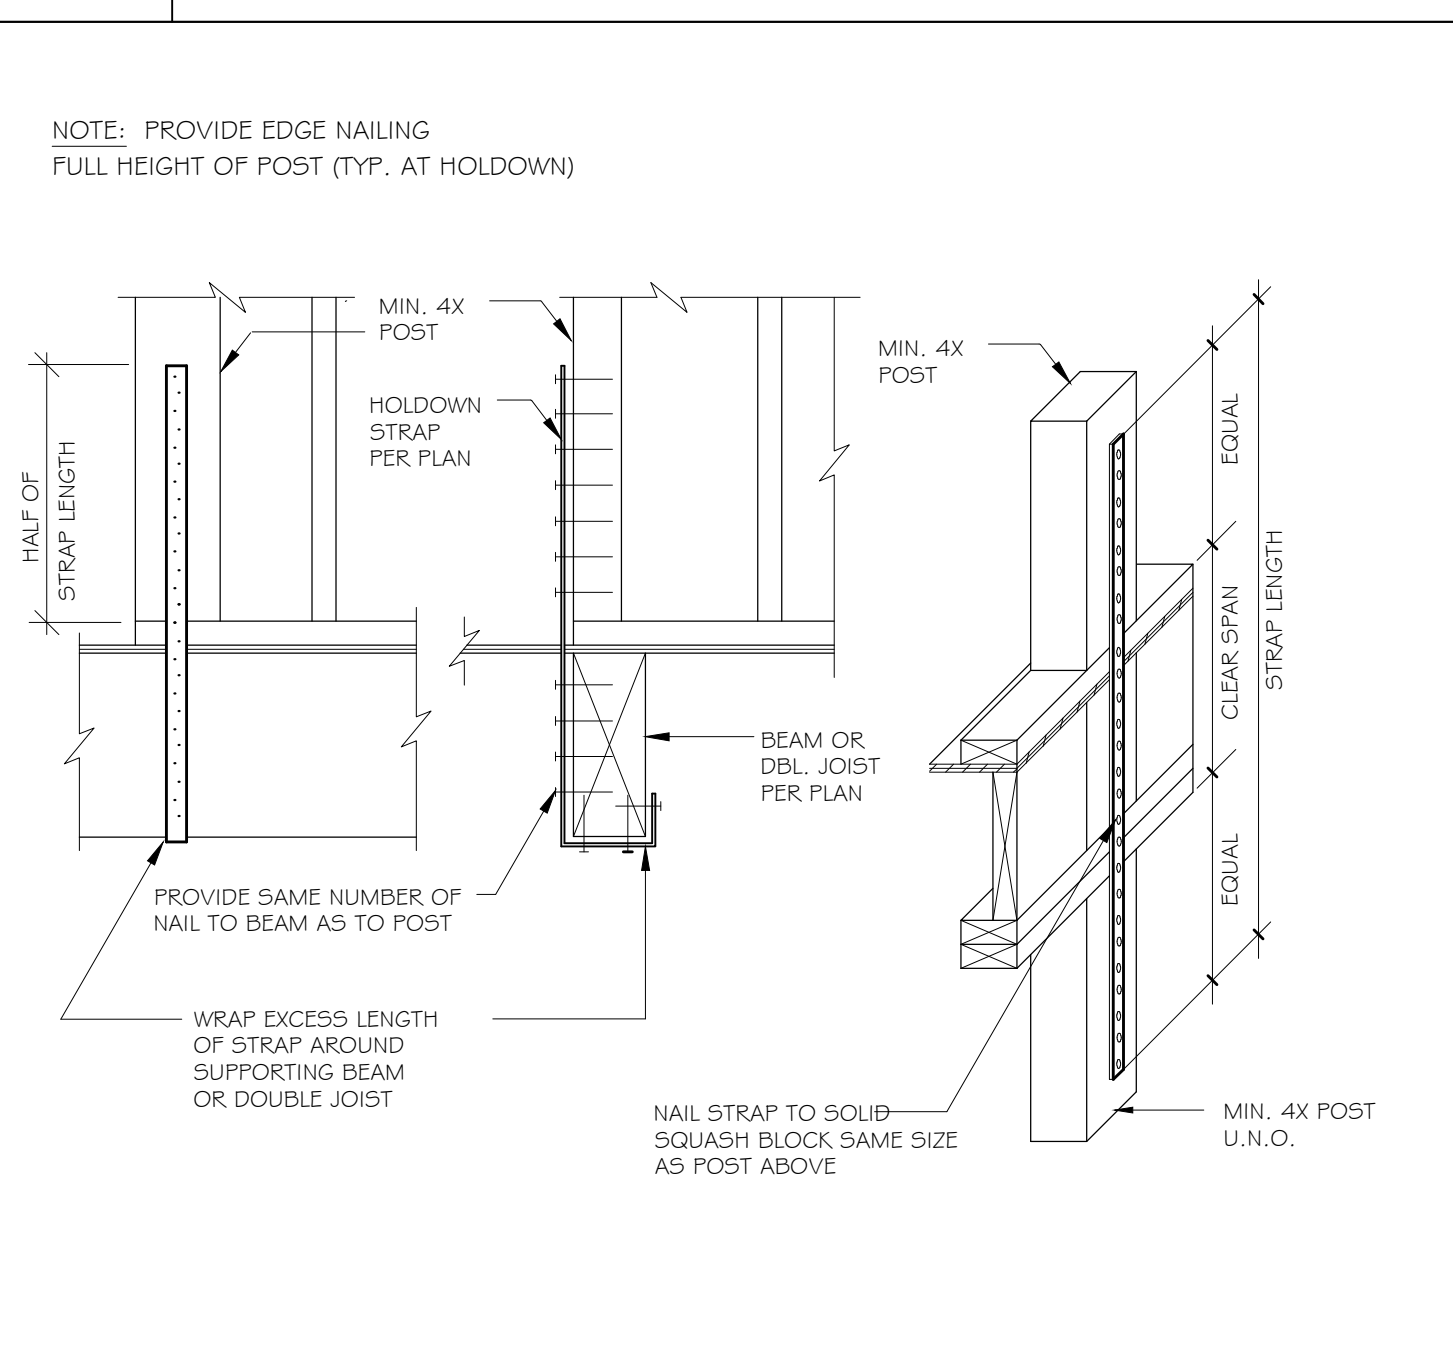 NOTE: PROVIDE EDGE NAILING
FULL HEIGHT OF POST (TYP. AT HOLDOWN)
MIN. 4X
POST
HOLDOWN
STRAP
PER PLAN
HALF OF
STRAP LENGTH
BEAM OR
DBL. JOIST
PER PLAN
PROVIDE SAME NUMBER OF
NAIL TO BEAM AS TO POST
WRAP EXCESS LENGTH
OF STRAP AROUND
SUPPORTING BEAM
OR DOUBLE JOIST
MIN. 4X
POST
EQUAL
CLEAR SPAN
EQUAL
STRAP LENGTH
NAIL STRAP TO SOLID
SQUASH BLOCK SAME SIZE
AS POST ABOVE
MIN. 4X POST
U.N.O.